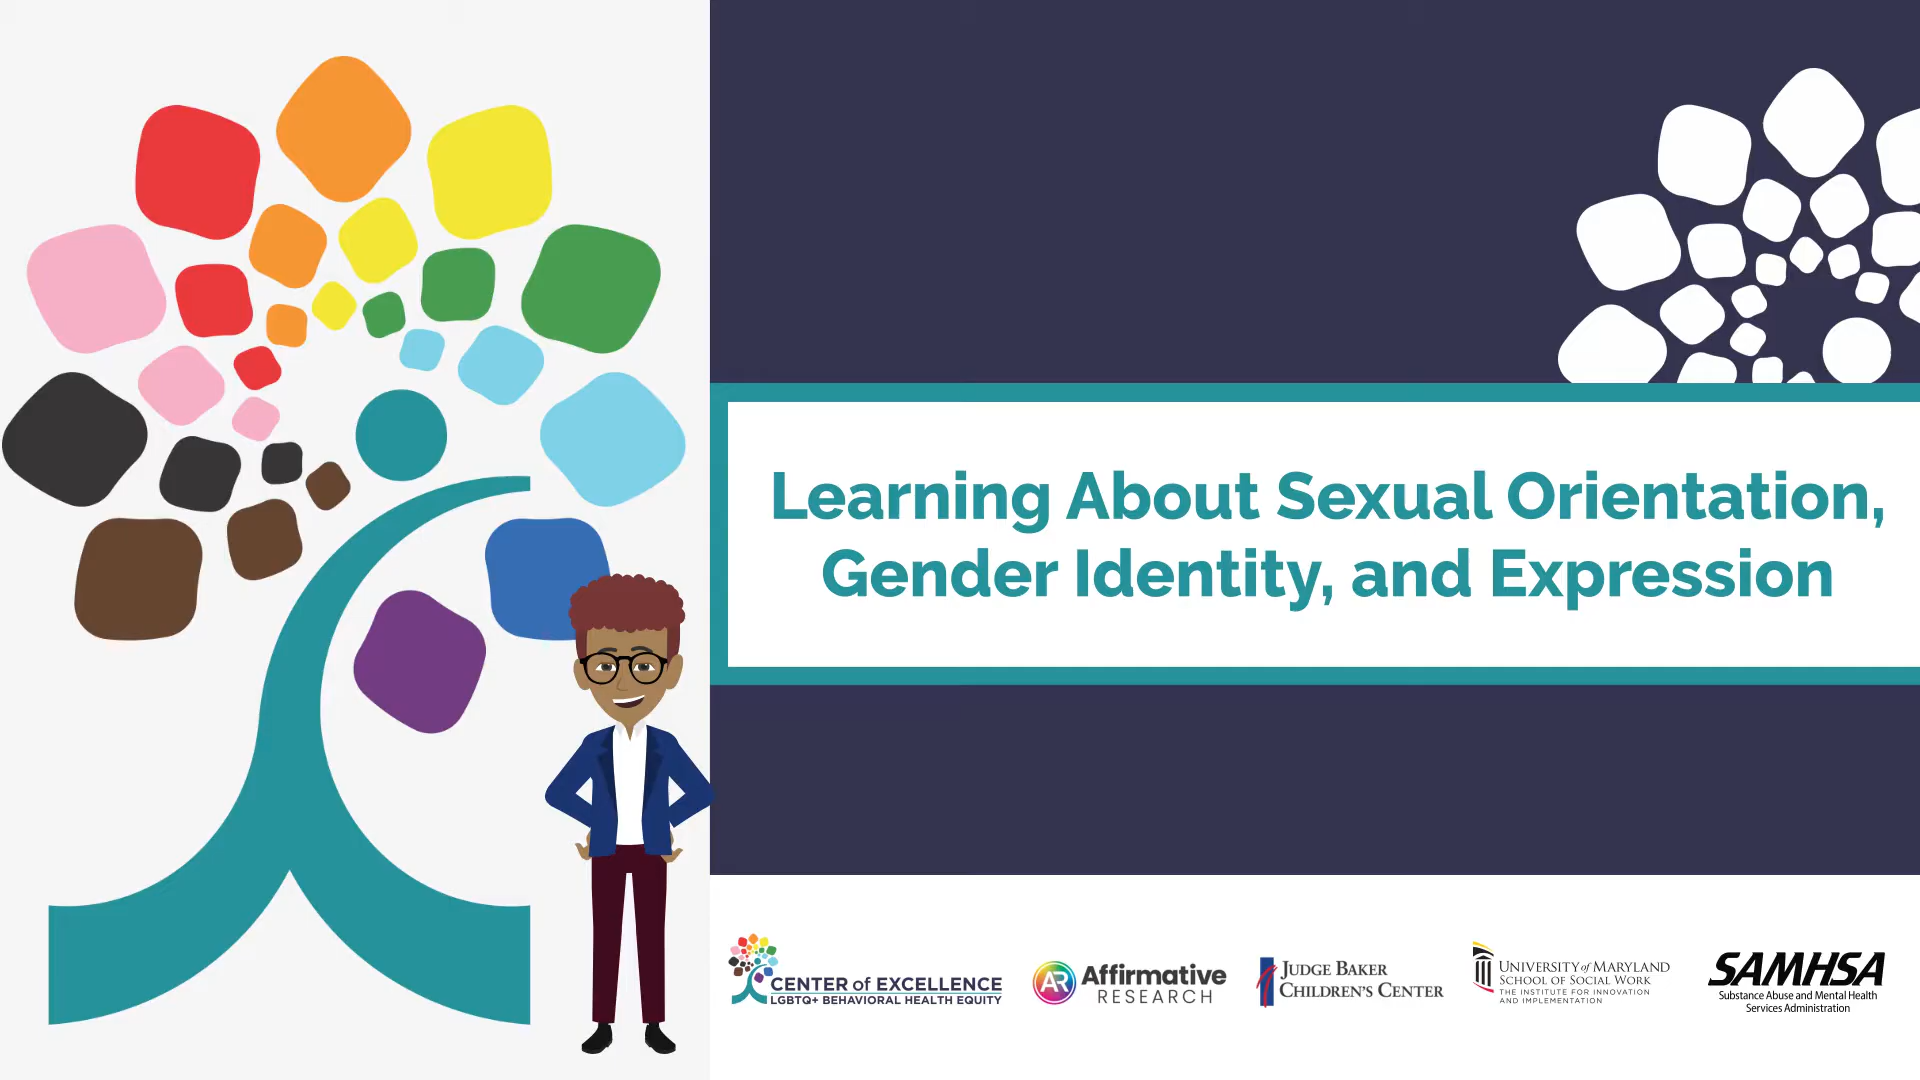 Learning About Sexual Orientation,
Gender Identity, and Expression
CENTER of EXCELLENCE
LGBTQ+ BEHAVIORAL HEALTH EQUITY
AR Affirmative
RESEARCH
JUDGE BAKER
CHILDREN'S CENTER
UNIVERSITY of MARYLAND
SCHOOL OF SOCIAL WORK
THE INSTITUTE FOR INNOVATION
AND IMPLEMENTATION
SAMHSA
Substance Abuse and Mental Health
Services Administration